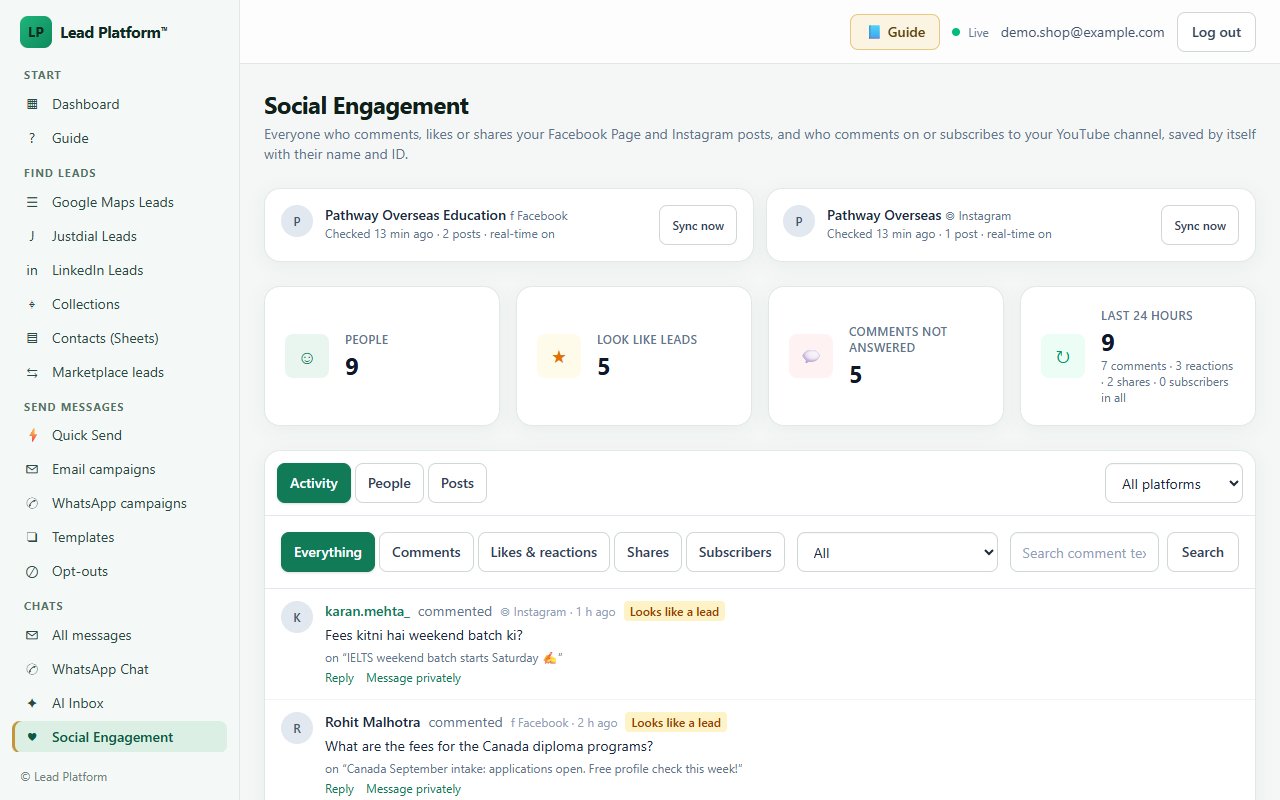 LP Lead Platform™
START
Dashboard
? Guide
FIND LEADS
Google Maps Leads
J Justdial Leads
in LinkedIn Leads
Collections
Contacts (Sheets)
Marketplace leads
SEND MESSAGES
Quick Send
Email campaigns
WhatsApp campaigns
Templates
Opt-outs
CHATS
All messages
WhatsApp Chat
AI Inbox
Social Engagement
© Lead Platform
Guide
Live
demo.shop@example.com
Log out
Social Engagement
Everyone who comments, likes or shares your Facebook Page and Instagram posts, and who comments on or subscribes to your YouTube channel, saved by itself
with their name and ID.
P
Pathway Overseas Education f Facebook
Checked 13 min ago · 2 posts · real-time on
Sync now
P
Pathway Overseas ◎ Instagram
Checked 13 min ago · 1 post · real-time on
Sync now
PEOPLE
9
LOOK LIKE LEADS
5
COMMENTS NOT
ANSWERED
5
LAST 24 HOURS
9
7 comments · 3 reactions
· 2 shares · 0 subscribers
in all
Activity
People
Posts
All platforms
Everything
Comments
Likes & reactions
Shares
Subscribers
All
Search comment tex
Search
K
karan.mehta_ commented ◎ Instagram · 1 h ago Looks like a lead
Fees kitni hai weekend batch ki?
on “IELTS weekend batch starts Saturday ✍️”
Reply Message privately
R
Rohit Malhotra commented f Facebook · 2 h ago Looks like a lead
What are the fees for the Canada diploma programs?
on “Canada September intake: applications open. Free profile check this week!”
Reply Message privately